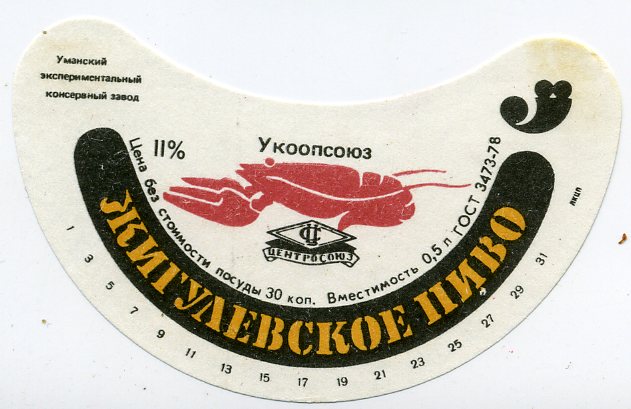 Уманский
экспериментальный
консервный завод
11%
Укоопсоюз
ЦС
ЦЕНТРОСОЮЗ
Цена без стоимости посуды 30 коп. Вместимость 0,5 л ГОСТ 3473-78
ЖИГУЛЕВСКОЕ ПИВО
1 3 5 7 9 11 13 15 17 19 21 23 25 27 29 31